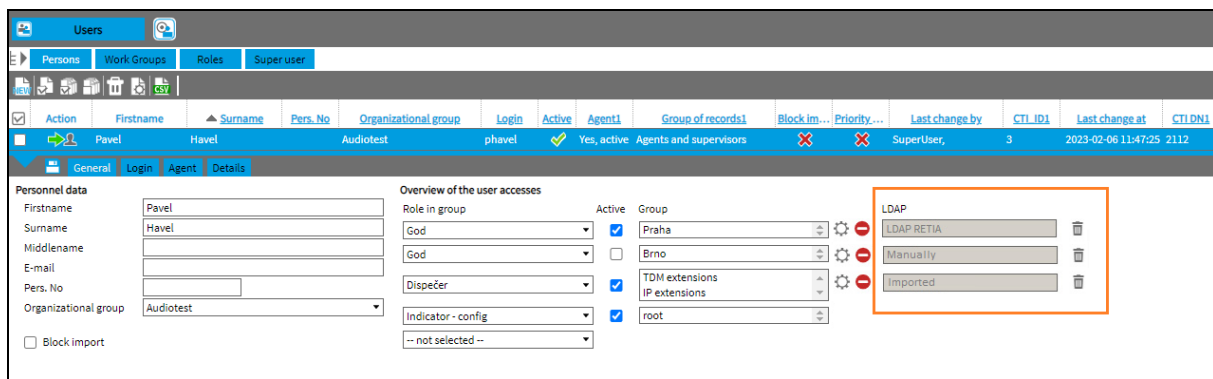 Users
Persons Work Groups Roles Super user
NEW CSV
Action Firstname Surname Pers. No Organizational group Login Active Agent1 Group of records1 Block im... Priority ... Last change by CTI_ID1 Last change at CTI DN1
Pavel Havel Audiotest phavel Yes, active Agents and supervisors SuperUser, 3 2023-02-06 11:47:25 2112
General Login Agent Details
Personnel data Overview of the user accesses
Firstname Pavel Role in group Active Group LDAP
Surname Havel God Praha LDAP RETIA
Middlename God Brno Manually
E-mail
Pers. No Dispečer TDM extensions Imported
IP extensions
Organizational group Audiotest Indicator - config root
Block import -- not selected --